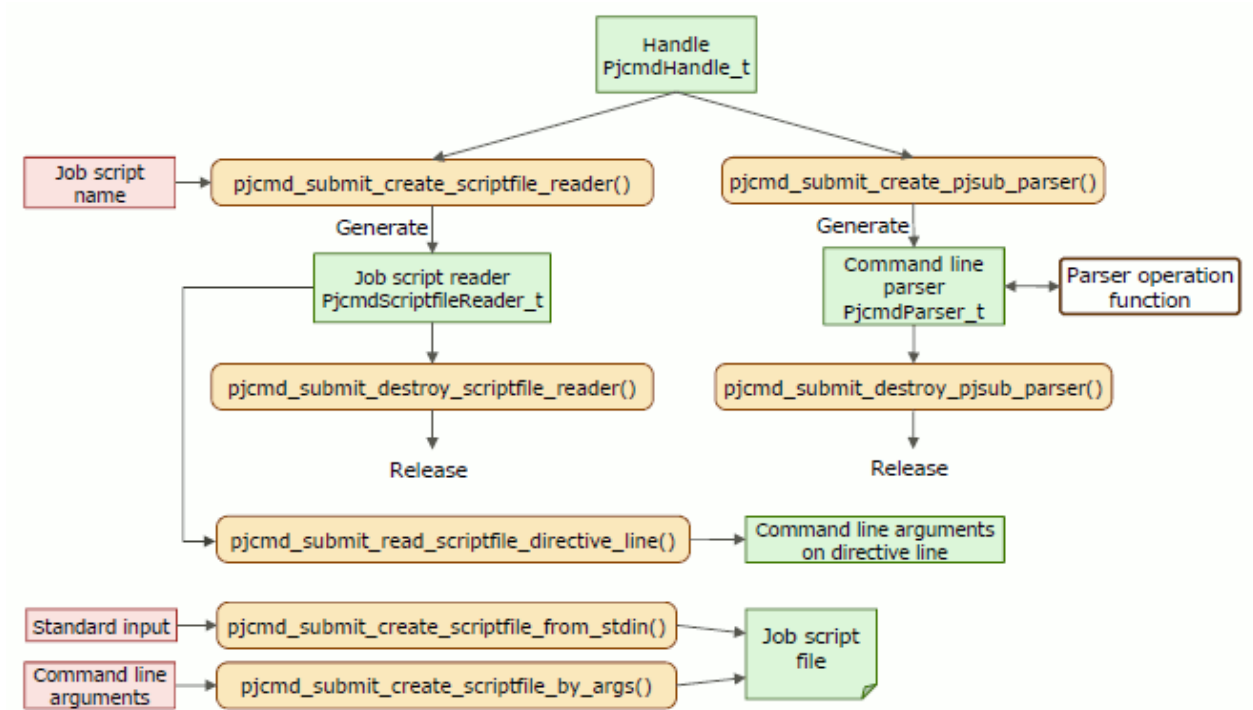 Handle
PjcmdHandle_t
Job script
name
pjcmd_submit_create_scriptfile_reader()
pjcmd_submit_create_pjsub_parser()
Generate
Generate
Job script reader
PjcmdScriptfileReader_t
Command line
parser
PjcmdParser_t
Parser operation
function
pjcmd_submit_destroy_scriptfile_reader()
pjcmd_submit_destroy_pjsub_parser()
Release
Release
pjcmd_submit_read_scriptfile_directive_line()
Command line arguments
on directive line
Standard input
pjcmd_submit_create_scriptfile_from_stdin()
Job script
file
Command line
arguments
pjcmd_submit_create_scriptfile_by_args()